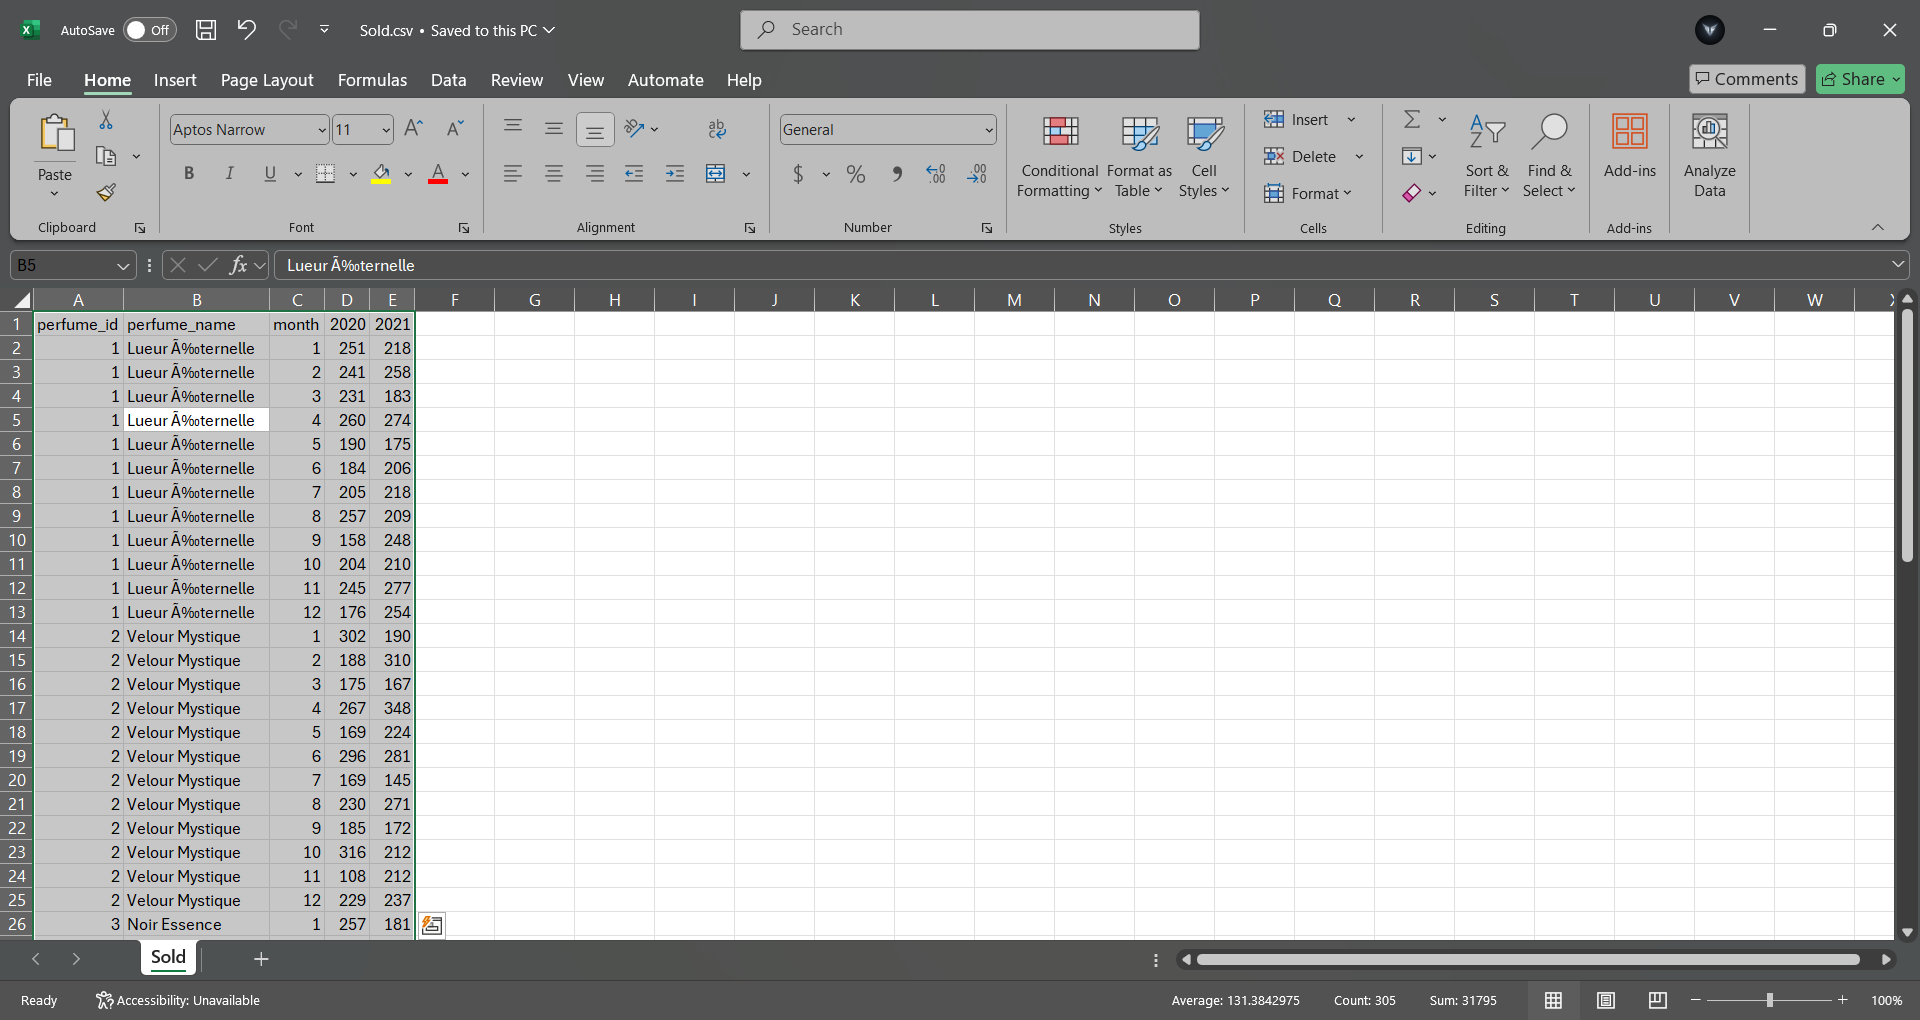 AutoSave Off Sold.csv • Saved to this PC Search
File Home Insert Page Layout Formulas Data Review View Automate Help Comments Share
Paste
Clipboard
Aptos Narrow 11
B I U A
Font
ab
Alignment
General
$ % 9 .00 .00
Number
Conditional Formatting
Format as Table
Cell Styles
Styles
Insert
Delete
Format
Cells
Sort & Filter
Find & Select
Editing
Add-ins
Add-ins
Analyze Data
B5 fx Lueur Ã‰ternelle
A B C D E F G H I J K L M N O P Q R S T U V W
1 perfume_id perfume_name month 2020 2021
2 1 Lueur Ã‰ternelle 1 251 218
3 1 Lueur Ã‰ternelle 2 241 258
4 1 Lueur Ã‰ternelle 3 231 183
5 1 Lueur Ã‰ternelle 4 260 274
6 1 Lueur Ã‰ternelle 5 190 175
7 1 Lueur Ã‰ternelle 6 184 206
8 1 Lueur Ã‰ternelle 7 205 218
9 1 Lueur Ã‰ternelle 8 257 209
10 1 Lueur Ã‰ternelle 9 158 248
11 1 Lueur Ã‰ternelle 10 204 210
12 1 Lueur Ã‰ternelle 11 245 277
13 1 Lueur Ã‰ternelle 12 176 254
14 2 Velour Mystique 1 302 190
15 2 Velour Mystique 2 188 310
16 2 Velour Mystique 3 175 167
17 2 Velour Mystique 4 267 348
18 2 Velour Mystique 5 169 224
19 2 Velour Mystique 6 296 281
20 2 Velour Mystique 7 169 145
21 2 Velour Mystique 8 230 271
22 2 Velour Mystique 9 185 172
23 2 Velour Mystique 10 316 212
24 2 Velour Mystique 11 108 212
25 2 Velour Mystique 12 229 237
26 3 Noir Essence 1 257 181
Sold
Ready Accessibility: Unavailable Average: 131.3842975 Count: 305 Sum: 31795 100%